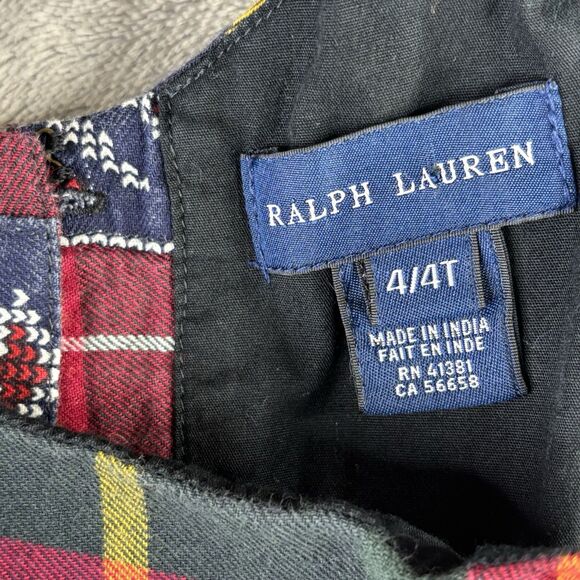 RALPH LAUREN
4/4T
MADE IN INDIA
FAIT EN INDE
RN 41381
CA 56658